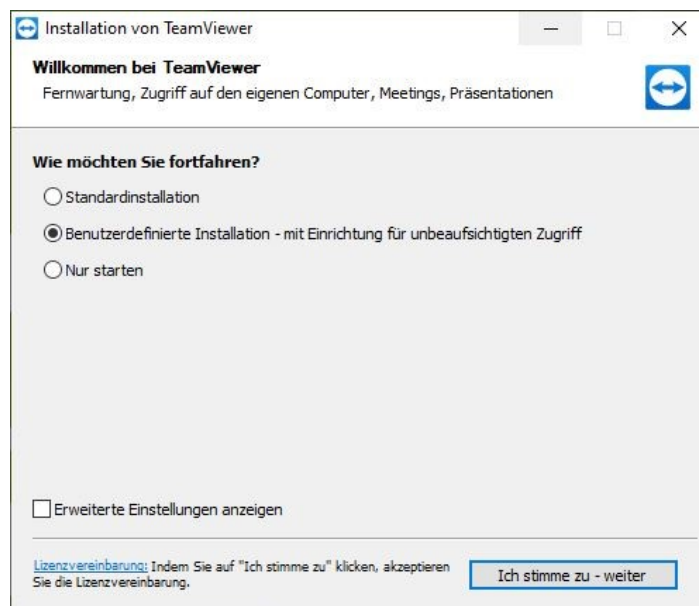 Installation von TeamViewer
Willkommen bei TeamViewer
Fernwartung, Zugriff auf den eigenen Computer, Meetings, Präsentationen
Wie möchten Sie fortfahren?
Standardinstallation
Benutzerdefinierte Installation - mit Einrichtung für unbeaufsichtigten Zugriff
Nur starten
Erweiterte Einstellungen anzeigen
Lizenzvereinbarung: Indem Sie auf "Ich stimme zu" klicken, akzeptieren
Sie die Lizenzvereinbarung.
Ich stimme zu - weiter